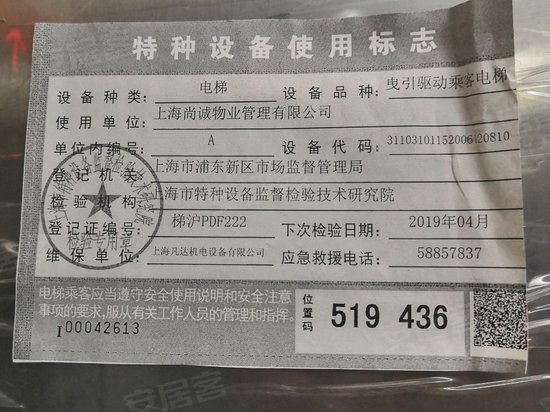 特种设备使用标志
设备种类: 电梯 设备品种: 曳引驱动乘客电梯
使用单位: 上海尚诚物业管理有限公司
单位内编号: A 设备代码: 31103101152006120810
登记机关: 上海市浦东新区市场监督管理局
检验机构: 上海市特种设备监督检验技术研究院
登记证编号: 梯沪PDF222 下次检验日期: 2019年04月
维保单位: 上海凡达机电设备有限公司 应急救援电话: 58857837
检验专用章
电梯乘客应当遵守安全使用说明和安全注意
事项的要求,服从有关工作人员的管理和指挥。
I00042613
位置码 519 436
安居客